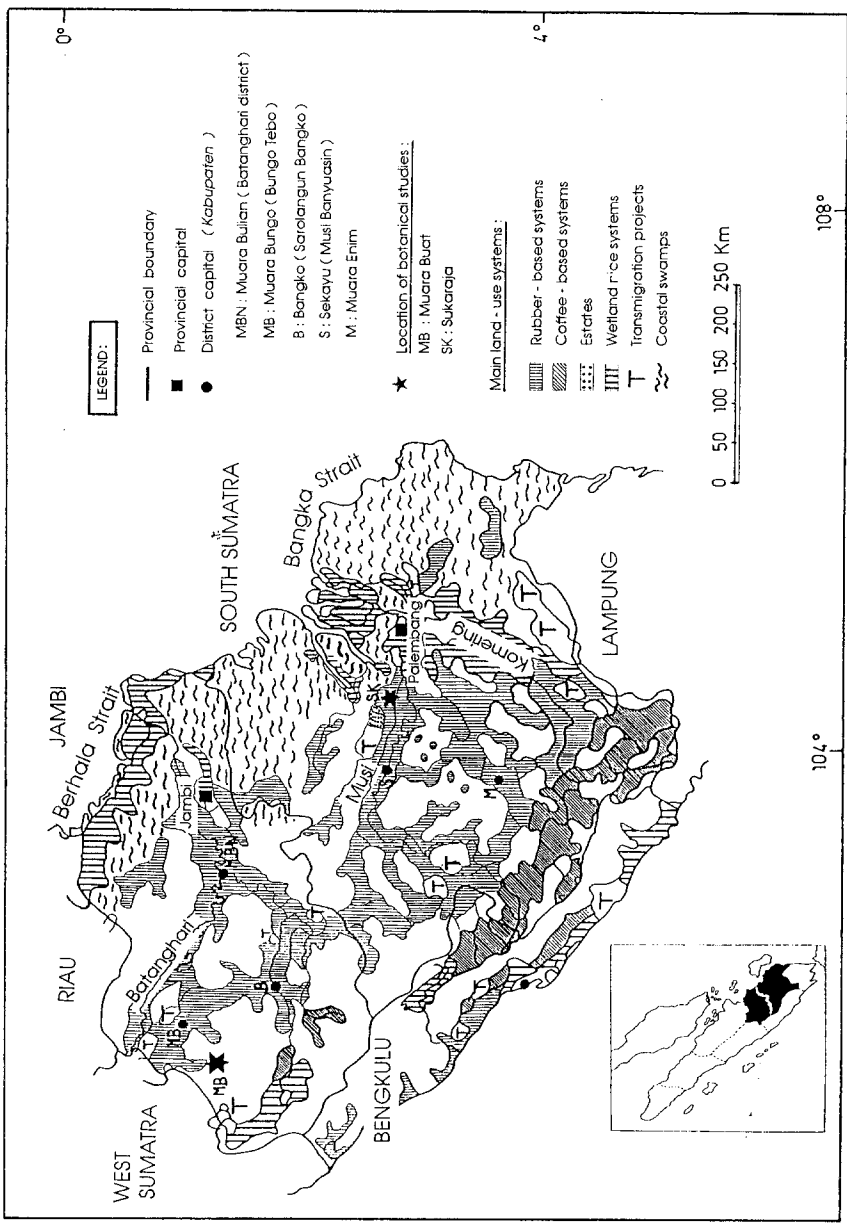 0°
4°
104°
108°
LEGEND:
Provincial boundary
Provincial capital
District capital ( Kabupaten )
MBN : Muara Bulian ( Batanghari district )
MB : Muara Bungo ( Bungo Tebo )
B : Bangko ( Sarolangun Bangko )
S : Sekayu ( Musi Banyuasin )
M : Muara Enim
Location of botanical studies :
MB : Muara Buat
SK : Sukaraja
Main land - use systems :
Rubber - based systems
Coffee - based systems
Estates
Wetland rice systems
T Transmigration projects
Coastal swamps
0 50 100 150 200 250 Km
WEST
SUMATRA
RIAU
JAMBI
Berhala Strait
SOUTH SUMATRA
Bangka Strait
BENGKULU
LAMPUNG
Batanghari
Jambi
MBN
MB
MB
B
Musi
S
SK
Palembang
Komering
M
T
T
T
T
T
T
T
T
T
T
T
T
T
T